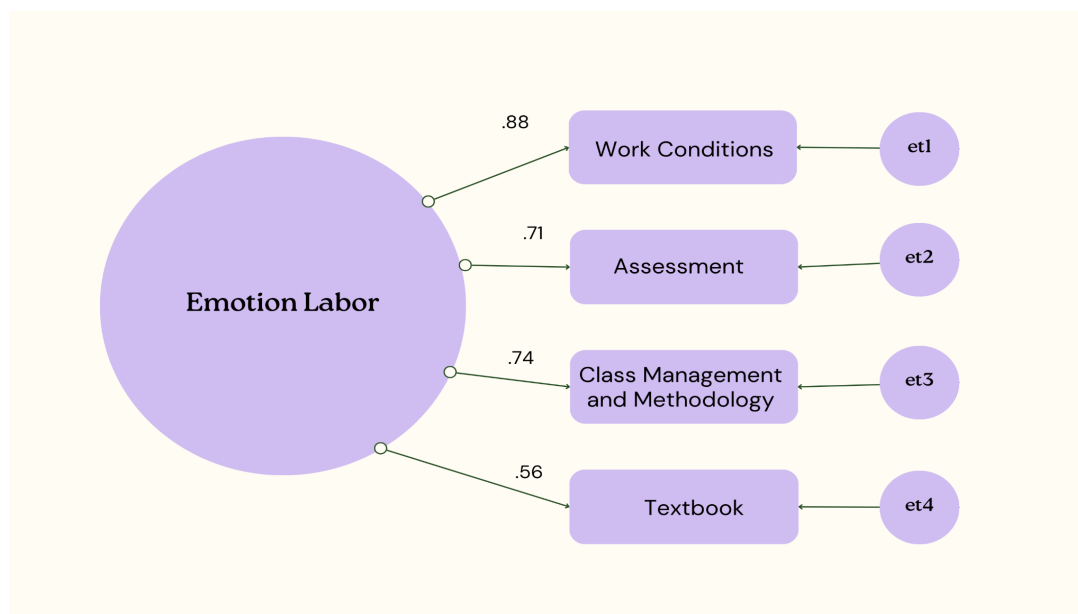 .88
Work Conditions
et1
.71
Assessment
et2
Emotion Labor
.74
Class Management
and Methodology
et3
.56
Textbook
et4